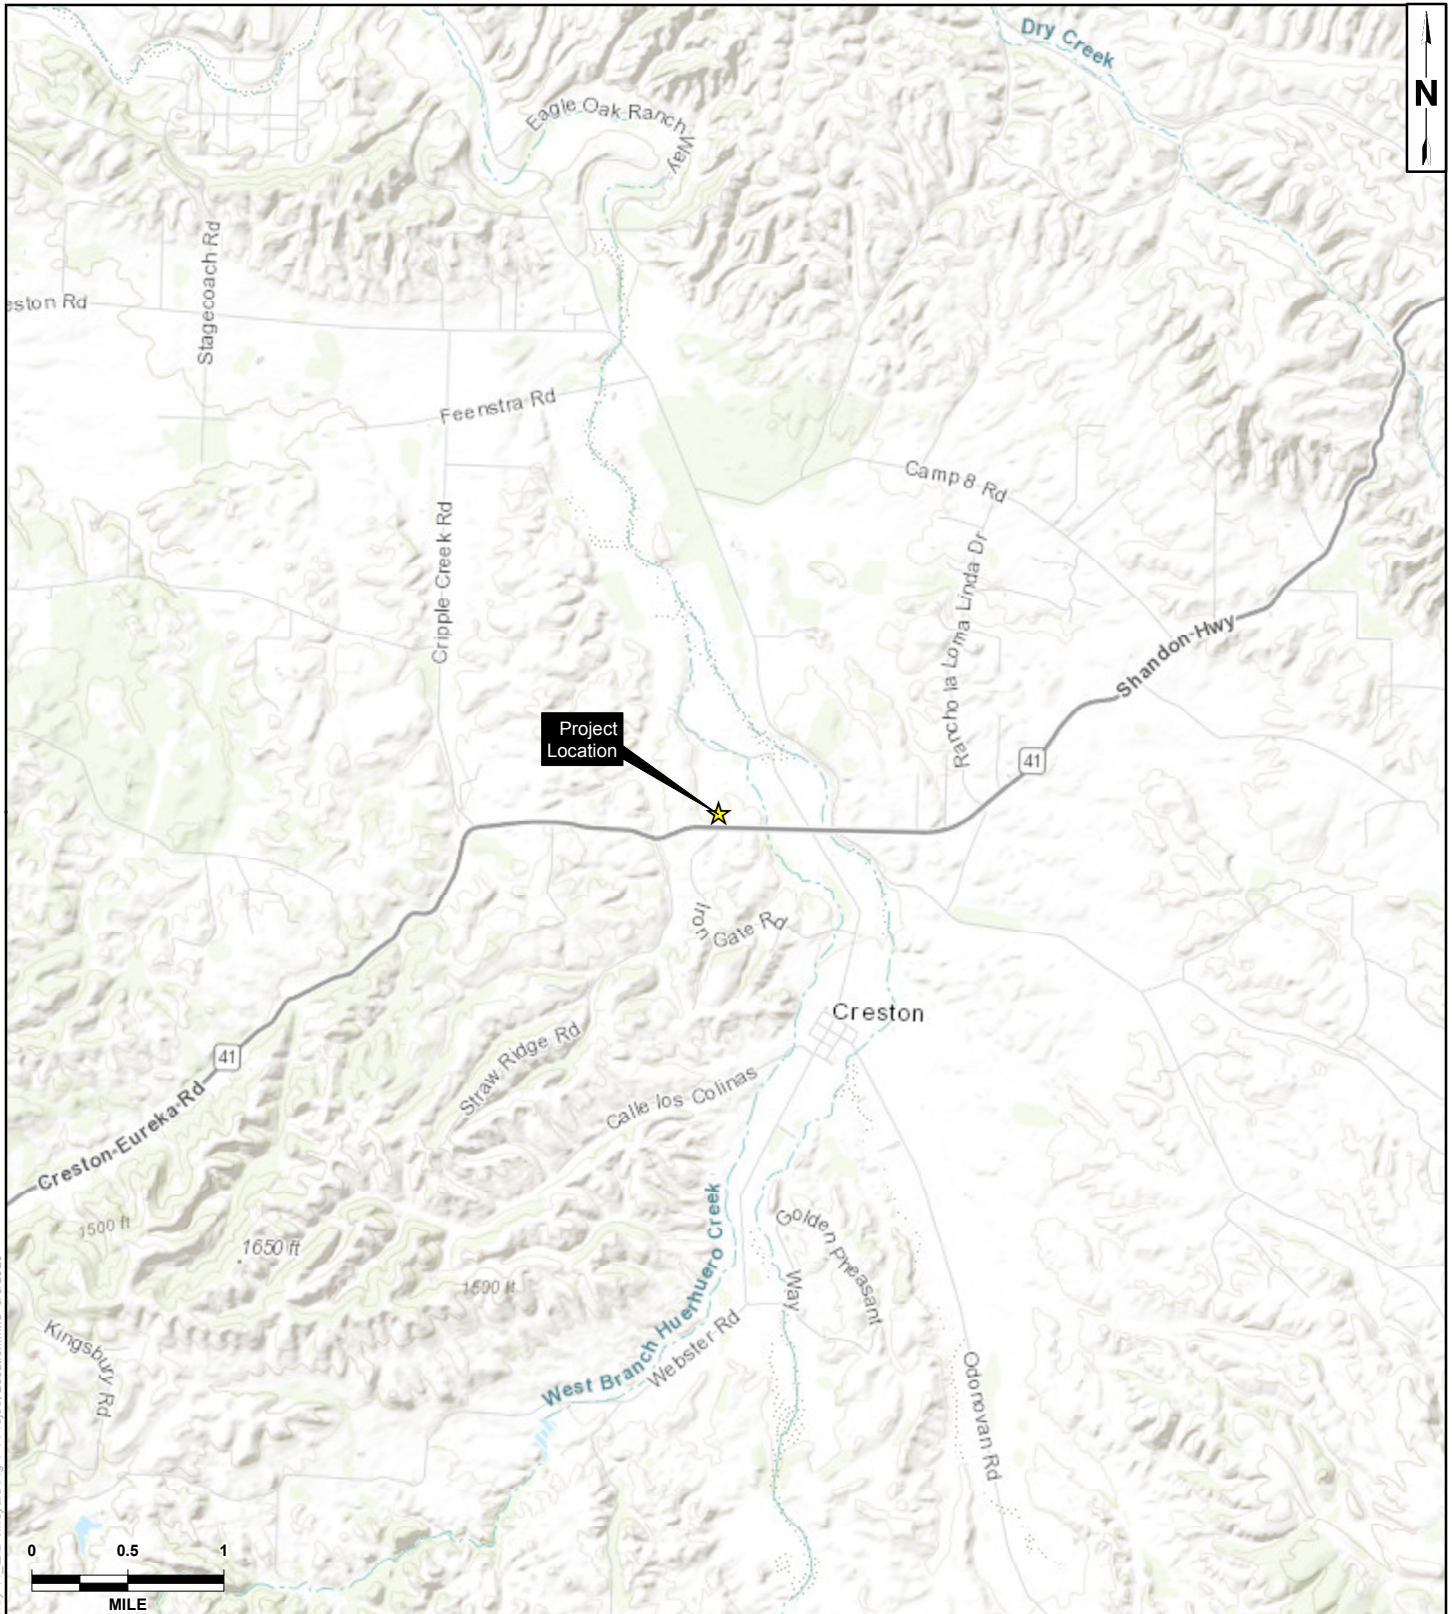 Dry Creek
N
Eagle Oak Ranch Way
Stagecoach Rd
eston Rd
Feenstra Rd
Camp 8 Rd
Cripple Creek Rd
Rancho la Loma Linda Dr
Shandon Hwy
Project
Location
41
Iron Gate Rd
Creston
41
Straw Ridge Rd
Calle los Colinas
Creston-Eureka Rd
1500 ft
1650 ft
West Branch Huerhuero Creek
Golden Pheasant Way
Webster Rd
Kingsbury Rd
Odonovan Rd
0 0.5 1
MILE